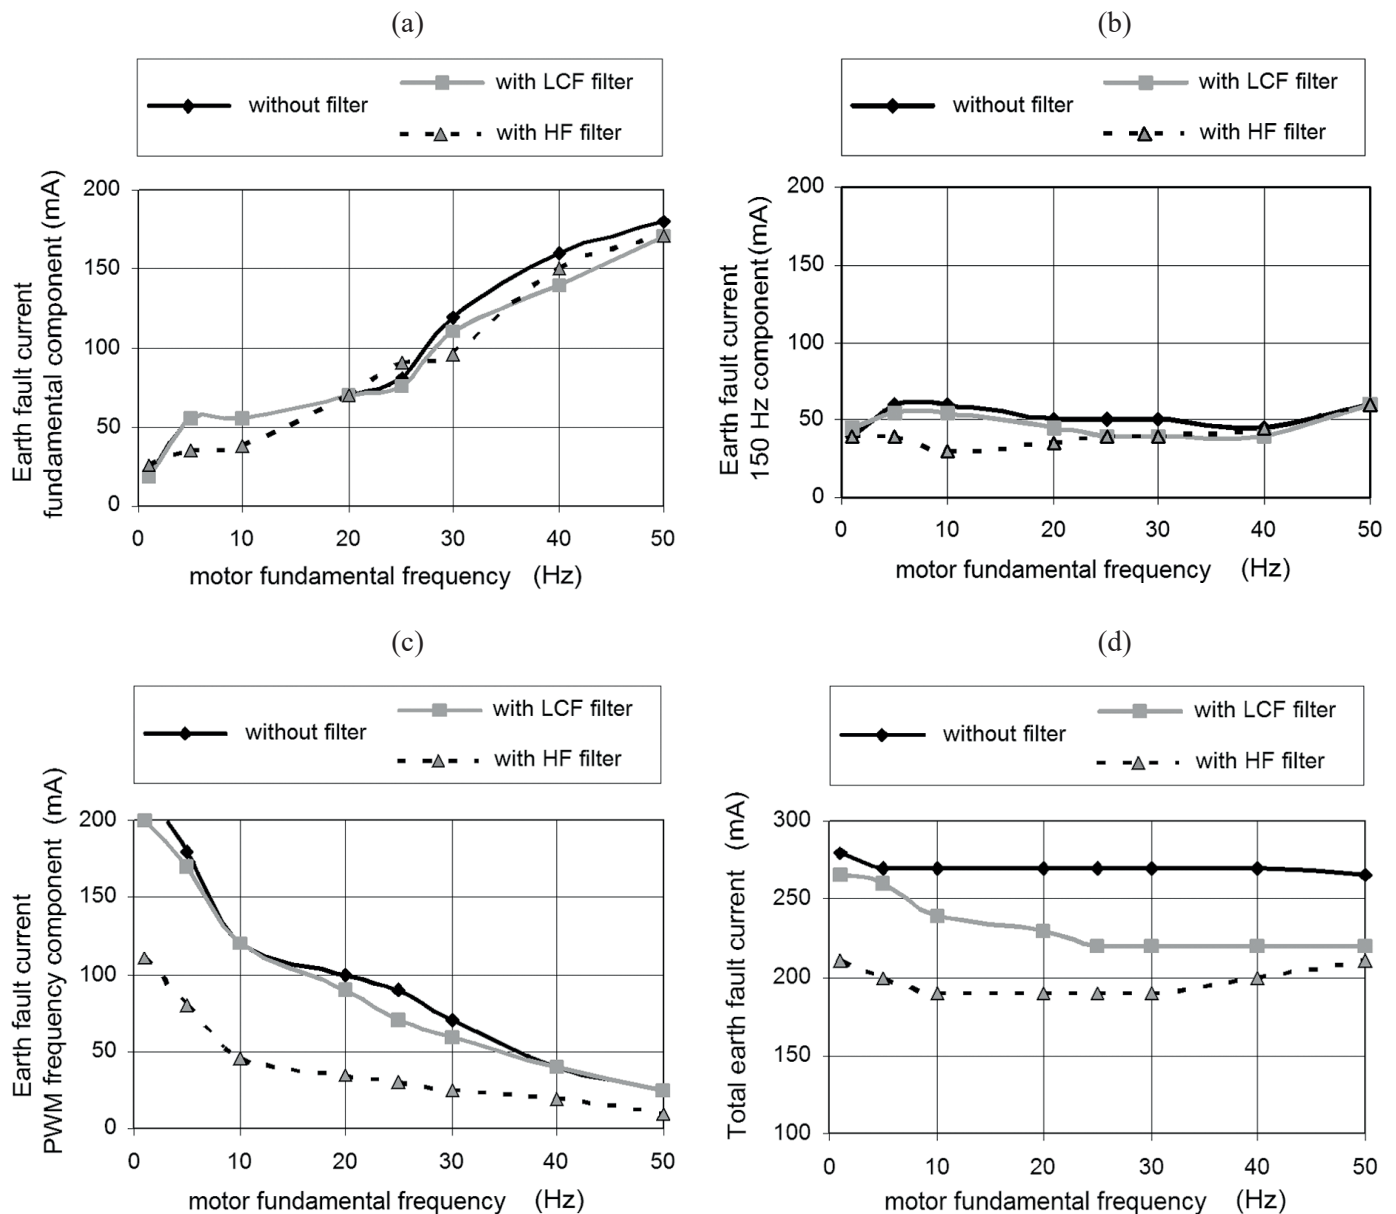 (a)
without filter
with LCF filter
with HF filter
Earth fault current
fundamental component (mA)
200
150
100
50
0
0 10 20 30 40 50
motor fundamental frequency (Hz)
(b)
without filter
with LCF filter
with HF filter
Earth fault current
150 Hz component (mA)
200
150
100
50
0
0 10 20 30 40 50
motor fundamental frequency (Hz)
(c)
without filter
with LCF filter
with HF filter
Earth fault current
PWM frequency component (mA)
200
150
100
50
0
0 10 20 30 40 50
motor fundamental frequency (Hz)
(d)
without filter
with LCF filter
with HF filter
Total earth fault current (mA)
300
250
200
150
100
0 10 20 30 40 50
motor fundamental frequency (Hz)